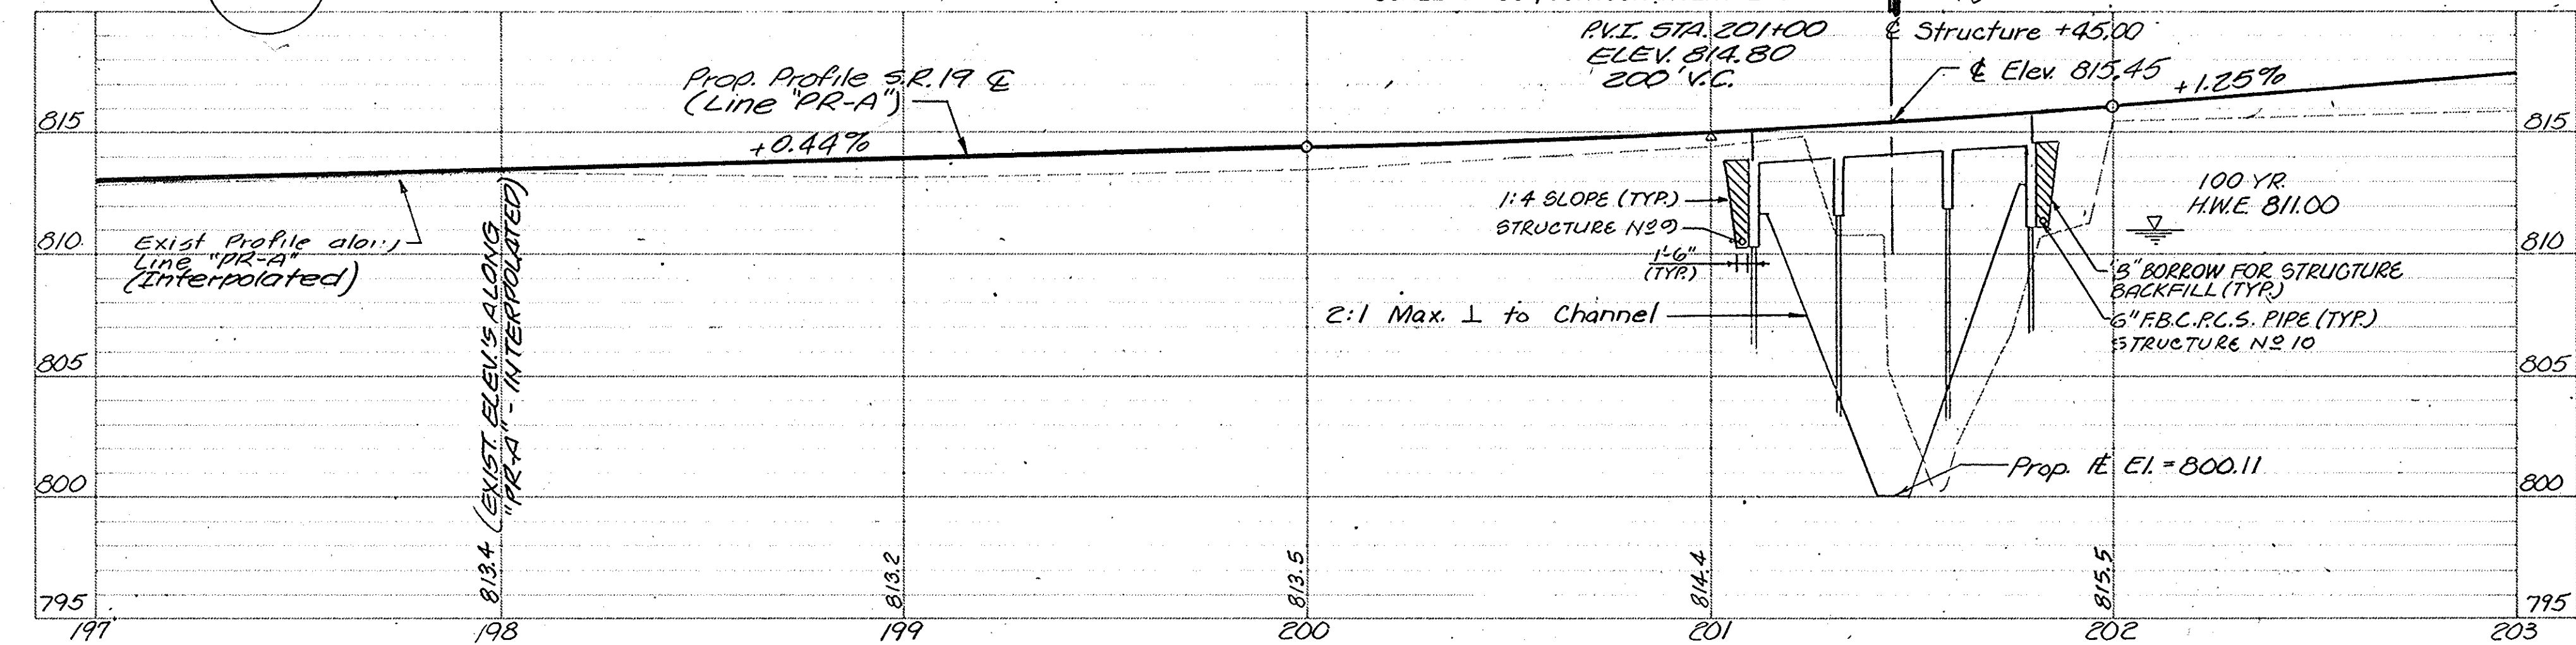 P.V.I. STA. 201+00
ELEV. 814.80
200' V.C.
℄ Structure +45.00
℄ Elev. 815.45
+1.25%
Prop. Profile S.R. 19 ℄
(Line "PR-A")
+0.44%
815
815
1:4 SLOPE (TYP.)
STRUCTURE Nº 9
1'-6"
(TYP.)
100 YR.
H.W.E. 811.00
810
810
Exist Profile
Line "PR-A"
(Interpolated)
"B" BORROW FOR STRUCTURE
BACKFILL (TYP.)
6" F.B.C.P.C.S. PIPE (TYP.)
STRUCTURE Nº 10
2:1 Max. ⊥ to Channel
805
805
Prop. El. = 800.11
800
800
813.4 (EXIST. ELEV.'S ALONG
"PR-A" - INTERPOLATED)
813.2
813.5
814.4
815.5
795
795
197
198
199
200
201
202
203